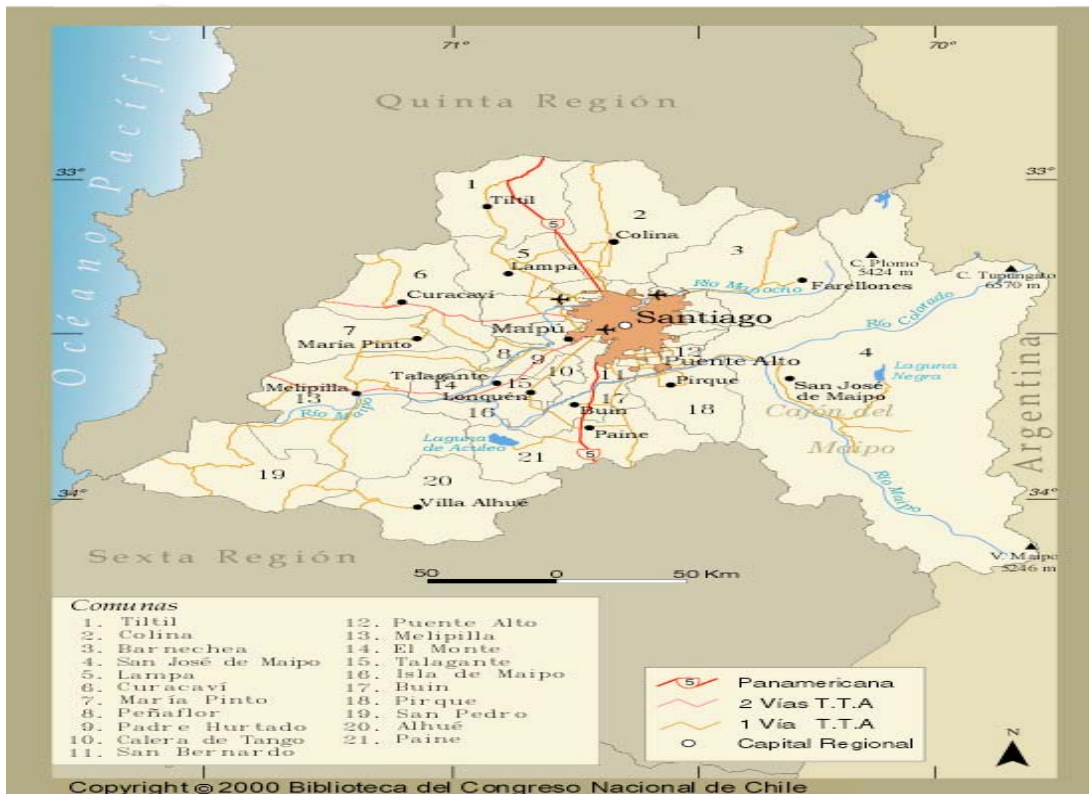 71°
70°
Océano Pacífic
Quinta Región
33°
33°
1
Tiltil
5
2
Colina
3
5
Lampa
C. Plomo
5424 m
C. Tupungato
6570 m
6
Curacaví
Río Mapocho
Farellones
Santiago
Río Colorado
7
María Pinto
Maipú
8
9
10
12
Puente Alto
4
Laguna
Negra
Talagante
14
15
11
Pirque
San José
de Maipo
Melipilla
13
Lonquén
Río Maipo
16
Buin
17
18
Cajón del
Maipo
Laguna
de Aculeo
Paine
21
5
19
20
Villa Alhué
Río Maipo
Argentina
34°
34°
Sexta Región
V. Maipo
5246 m
50 0 50 Km
Comunas
1. Tiltil
2. Colina
3. Barnechea
4. San José de Maipo
5. Lampa
6. Curacaví
7. María Pinto
8. Peñaflor
9. Padre Hurtado
10. Calera de Tango
11. San Bernardo
12. Puente Alto
13. Melipilla
14. El Monte
15. Talagante
16. Isla de Maipo
17. Buin
18. Pirque
19. San Pedro
20. Alhué
21. Paine
5 Panamericana
2 Vías T.T.A
1 Vía T.T.A
Capital Regional
N
Copyright © 2000 Biblioteca del Congreso Nacional de Chile